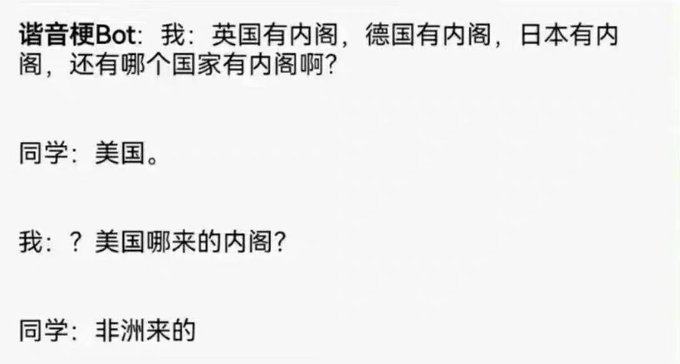 谐音梗Bot：我：英国有内阁，德国有内阁，日本有内
阁，还有哪个国家有内阁啊？
同学：美国。
我：？美国哪来的内阁？
同学：非洲来的